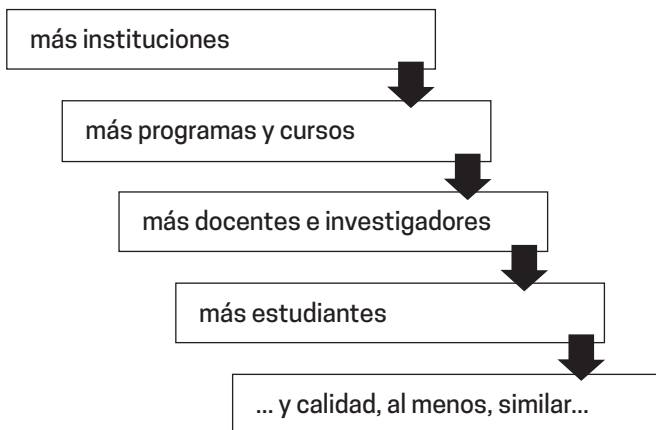 más instituciones
más programas y cursos
más docentes e investigadores
más estudiantes
... y calidad, al menos, similar...